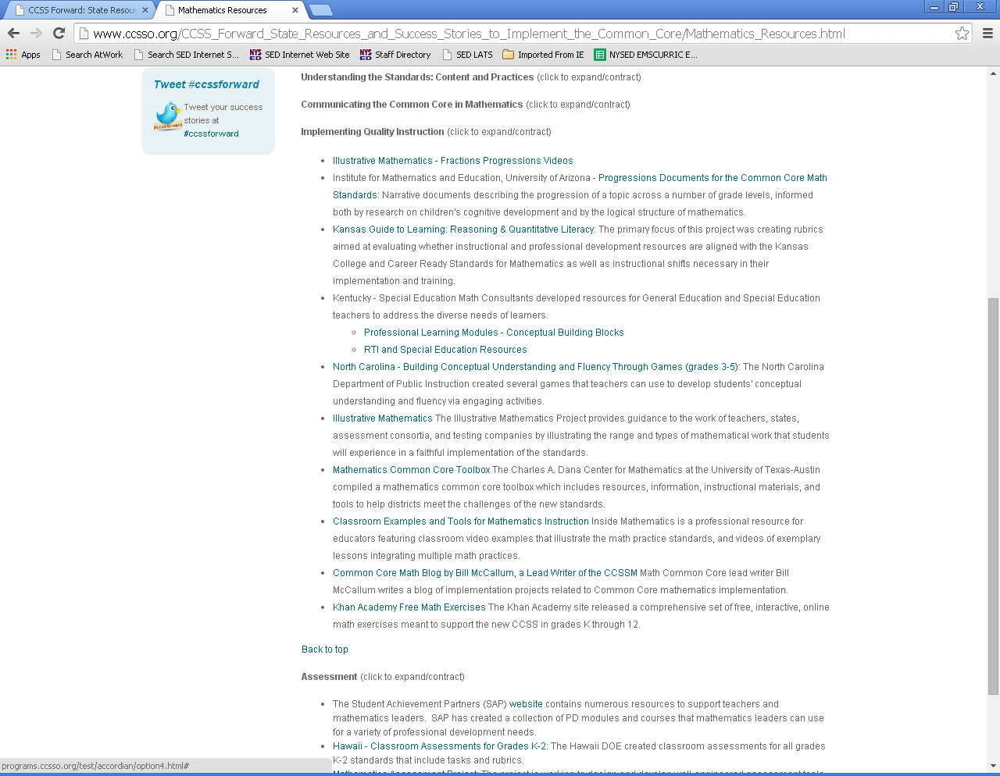 CCSS Forward: State Resou
Mathematics Resources
www.ccsso.org/CCSS_Forward_State_Resources_and_Success_Stories_to_Implement_the_Common_Core/Mathematics_Resources.html
Apps Search AtWork Search SED Internet S... NYSED SED Internet Web Site NYSED Staff Directory SED LATS Imported From IE NYSED EMSCURRIC E...
Tweet #ccssforward
Tweet your success
stories at
#ccssforward
#ccssforward
Understanding the Standards: Content and Practices (click to expand/contract)
Communicating the Common Core in Mathematics (click to expand/contract)
Implementing Quality Instruction (click to expand/contract)
• Illustrative Mathematics - Fractions Progressions Videos
• Institute for Mathematics and Education, University of Arizona - Progressions Documents for the Common Core Math
Standards: Narrative documents describing the progression of a topic across a number of grade levels, informed
both by research on children's cognitive development and by the logical structure of mathematics.
• Kansas Guide to Learning: Reasoning & Quantitative Literacy: The primary focus of this project was creating rubrics
aimed at evaluating whether instructional and professional development resources are aligned with the Kansas
College and Career Ready Standards for Mathematics as well as instructional shifts necessary in their
implementation and training.
• Kentucky - Special Education Math Consultants developed resources for General Education and Special Education
teachers to address the diverse needs of learners.
◦ Professional Learning Modules - Conceptual Building Blocks
◦ RTI and Special Education Resources
• North Carolina - Building Conceptual Understanding and Fluency Through Games (grades 3-5): The North Carolina
Department of Public Instruction created several games that teachers can use to develop students' conceptual
understanding and fluency via engaging activities.
• Illustrative Mathematics The Illustrative Mathematics Project provides guidance to the work of teachers, states,
assessment consortia, and testing companies by illustrating the range and types of mathematical work that students
will experience in a faithful implementation of the standards.
• Mathematics Common Core Toolbox The Charles A. Dana Center for Mathematics at the University of Texas-Austin
compiled a mathematics common core toolbox which includes resources, information, instructional materials, and
tools to help districts meet the challenges of the new standards.
• Classroom Examples and Tools for Mathematics Instruction Inside Mathematics is a professional resource for
educators featuring classroom video examples that illustrate the math practice standards, and videos of exemplary
lessons integrating multiple math practices.
• Common Core Math Blog by Bill McCallum, a Lead Writer of the CCSSM Math Common Core lead writer Bill
McCallum writes a blog of implementation projects related to Common Core mathematics implementation.
• Khan Academy Free Math Exercises The Khan Academy site released a comprehensive set of free, interactive, online
math exercises meant to support the new CCSS in grades K through 12.
Back to top
Assessment (click to expand/contract)
• The Student Achievement Partners (SAP) website contains numerous resources to support teachers and
mathematics leaders. SAP has created a collection of PD modules and courses that mathematics leaders can use
for a variety of professional development needs.
• Hawaii - Classroom Assessments for Grades K-2: The Hawaii DOE created classroom assessments for all grades
K-2 standards that include tasks and rubrics.
• Mathematics Assessment Project: The project is working to design and develop well-engineered assessment tools
programs.ccsso.org/test/accordian/option4.html#